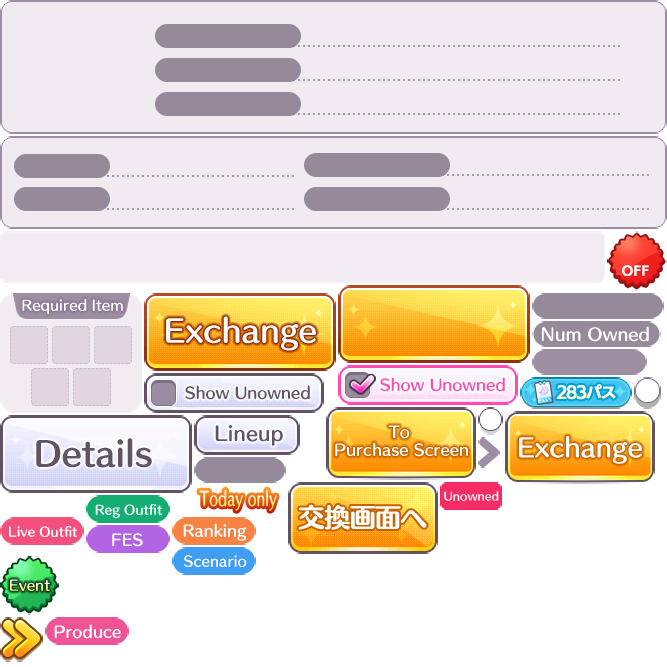 OFF
Required Item
Exchange
Num Owned
Show Unowned
Show Unowned
283パス
Details
Lineup
To
Purchase Screen
Exchange
Today only
Unowned
Reg Outfit
Live Outfit
FES
Ranking
交換画面へ
Scenario
Event
Produce